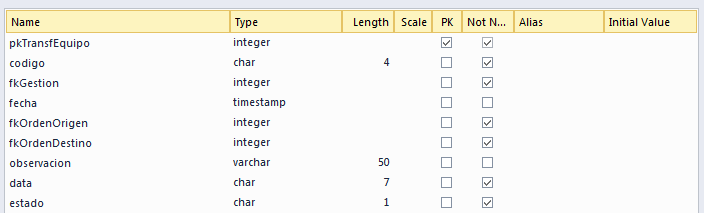 Name Type Length Scale PK Not N... Alias Initial Value
pkTransfEquipo integer
codigo char 4
fkGestion integer
fecha timestamp
fkOrdenOrigen integer
fkOrdenDestino integer
observacion varchar 50
data char 7
estado char 1